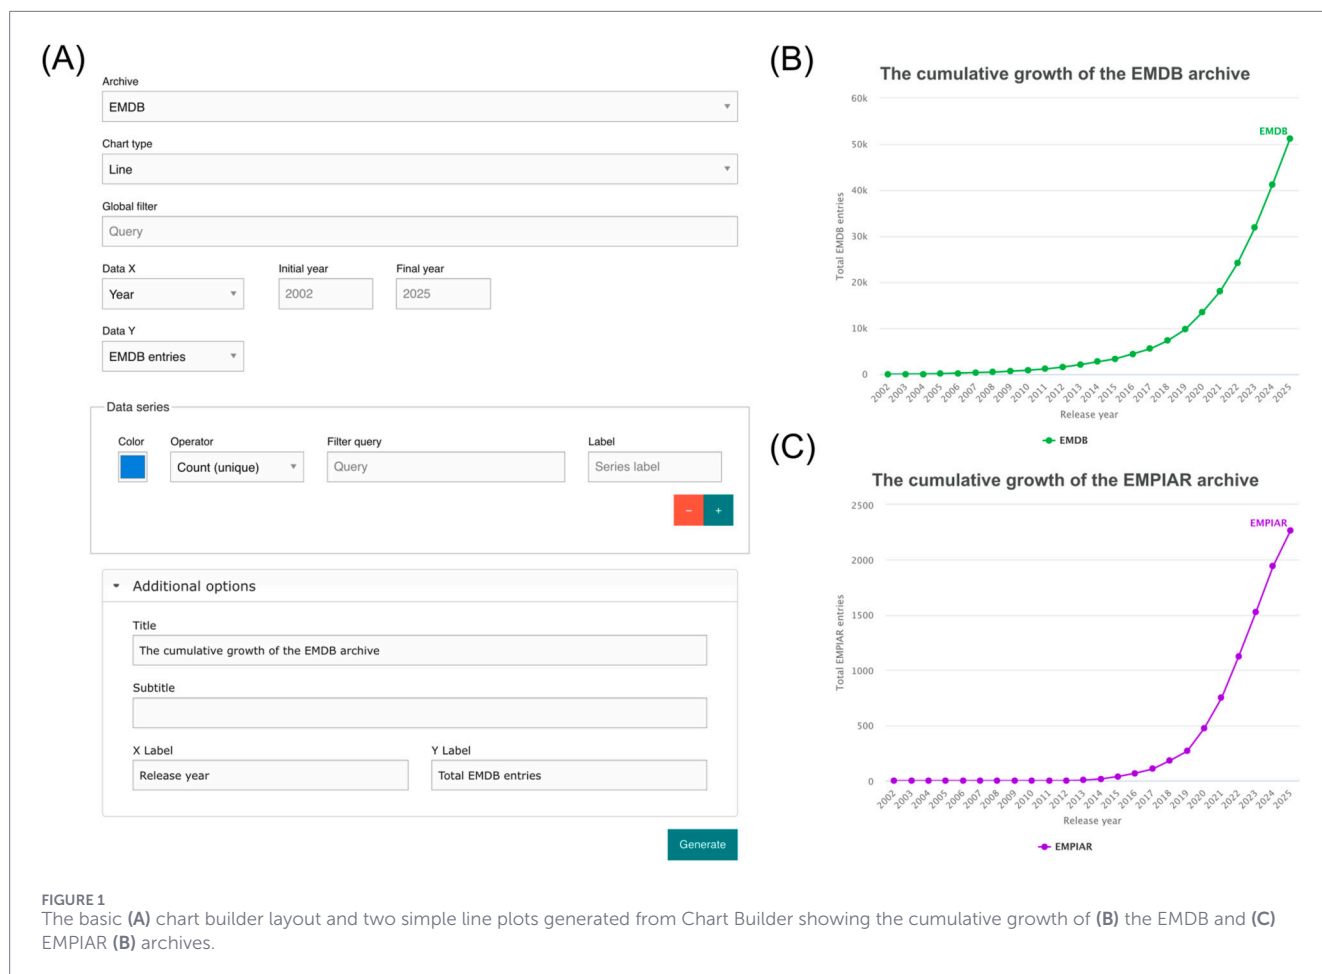 (A)
Archive
EMDB
Chart type
Line
Global filter
Query
Data X
Initial year
Final year
Year
2002
2025
Data Y
EMDB entries
Data series
Color
Operator
Filter query
Label
Count (unique)
Query
Series label
−
+
Additional options
Title
The cumulative growth of the EMDB archive
Subtitle
X Label
Y Label
Release year
Total EMDB entries
Generate
(B)
The cumulative growth of the EMDB archive
60k
50k
40k
30k
20k
10k
0
Total EMDB entries
EMDB
2002
2003
2004
2005
2006
2007
2008
2009
2010
2011
2012
2013
2014
2015
2016
2017
2018
2019
2020
2021
2022
2023
2024
2025
Release year
EMDB
(C)
The cumulative growth of the EMPIAR archive
2500
2000
1500
1000
500
0
Total EMPIAR entries
EMPIAR
2002
2003
2004
2005
2006
2007
2008
2009
2010
2011
2012
2013
2014
2015
2016
2017
2018
2019
2020
2021
2022
2023
2024
2025
Release year
EMPIAR
FIGURE 1
The basic (A) chart builder layout and two simple line plots generated from Chart Builder showing the cumulative growth of (B) the EMDB and (C)
EMPIAR (B) archives.